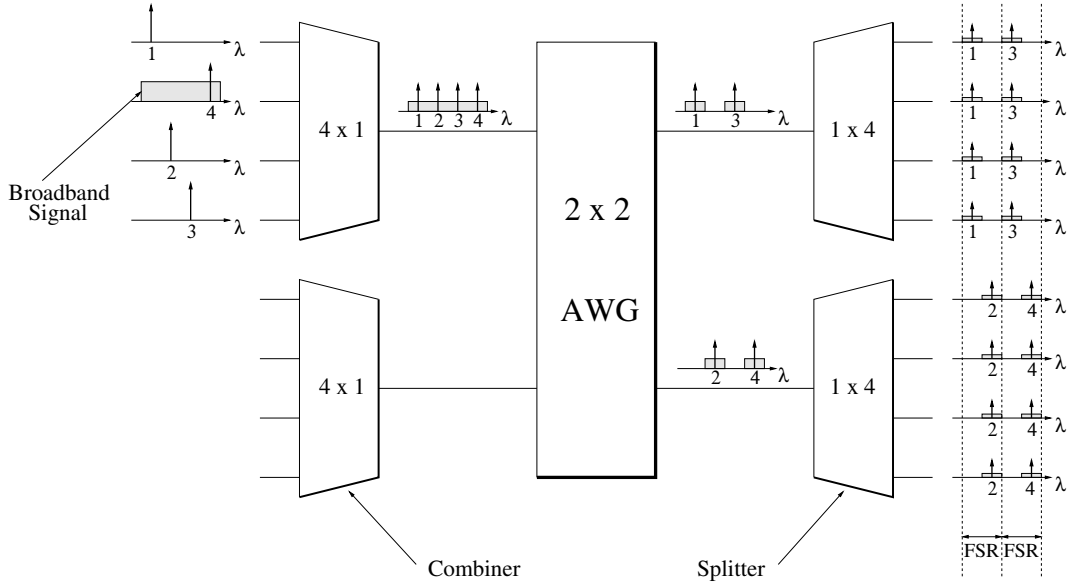 1 λ
4 λ
2 λ
3 λ
Broadband
Signal
4 x 1
1 2 3 4 λ
2 x 2
AWG
1 3 λ
1 x 4
1 3 λ
1 3 λ
1 3 λ
1 3 λ
4 x 1
2 4 λ
1 x 4
2 4 λ
2 4 λ
2 4 λ
2 4 λ
FSR FSR
Combiner
Splitter